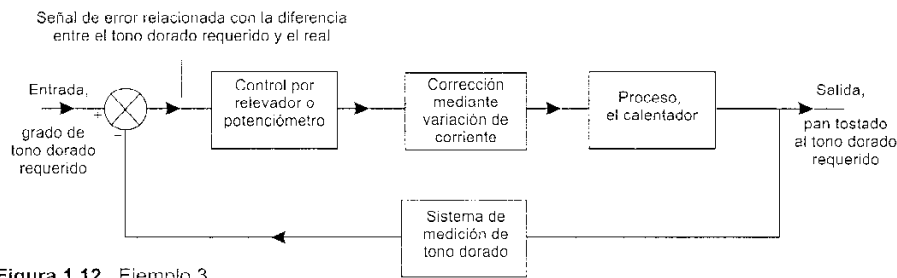 Señal de error relacionada con la diferencia
entre el tono dorado requerido y el real
Entrada,
+
−
grado de
tono dorado
requerido
Control por
relevador o
potenciómetro
Corrección
mediante
variación de
corriente
Proceso,
el calentador
Salida,
pan tostado
al tono dorado
requerido
Sistema de
medición de
tono dorado
Figura 1.12 Ejemplo 3